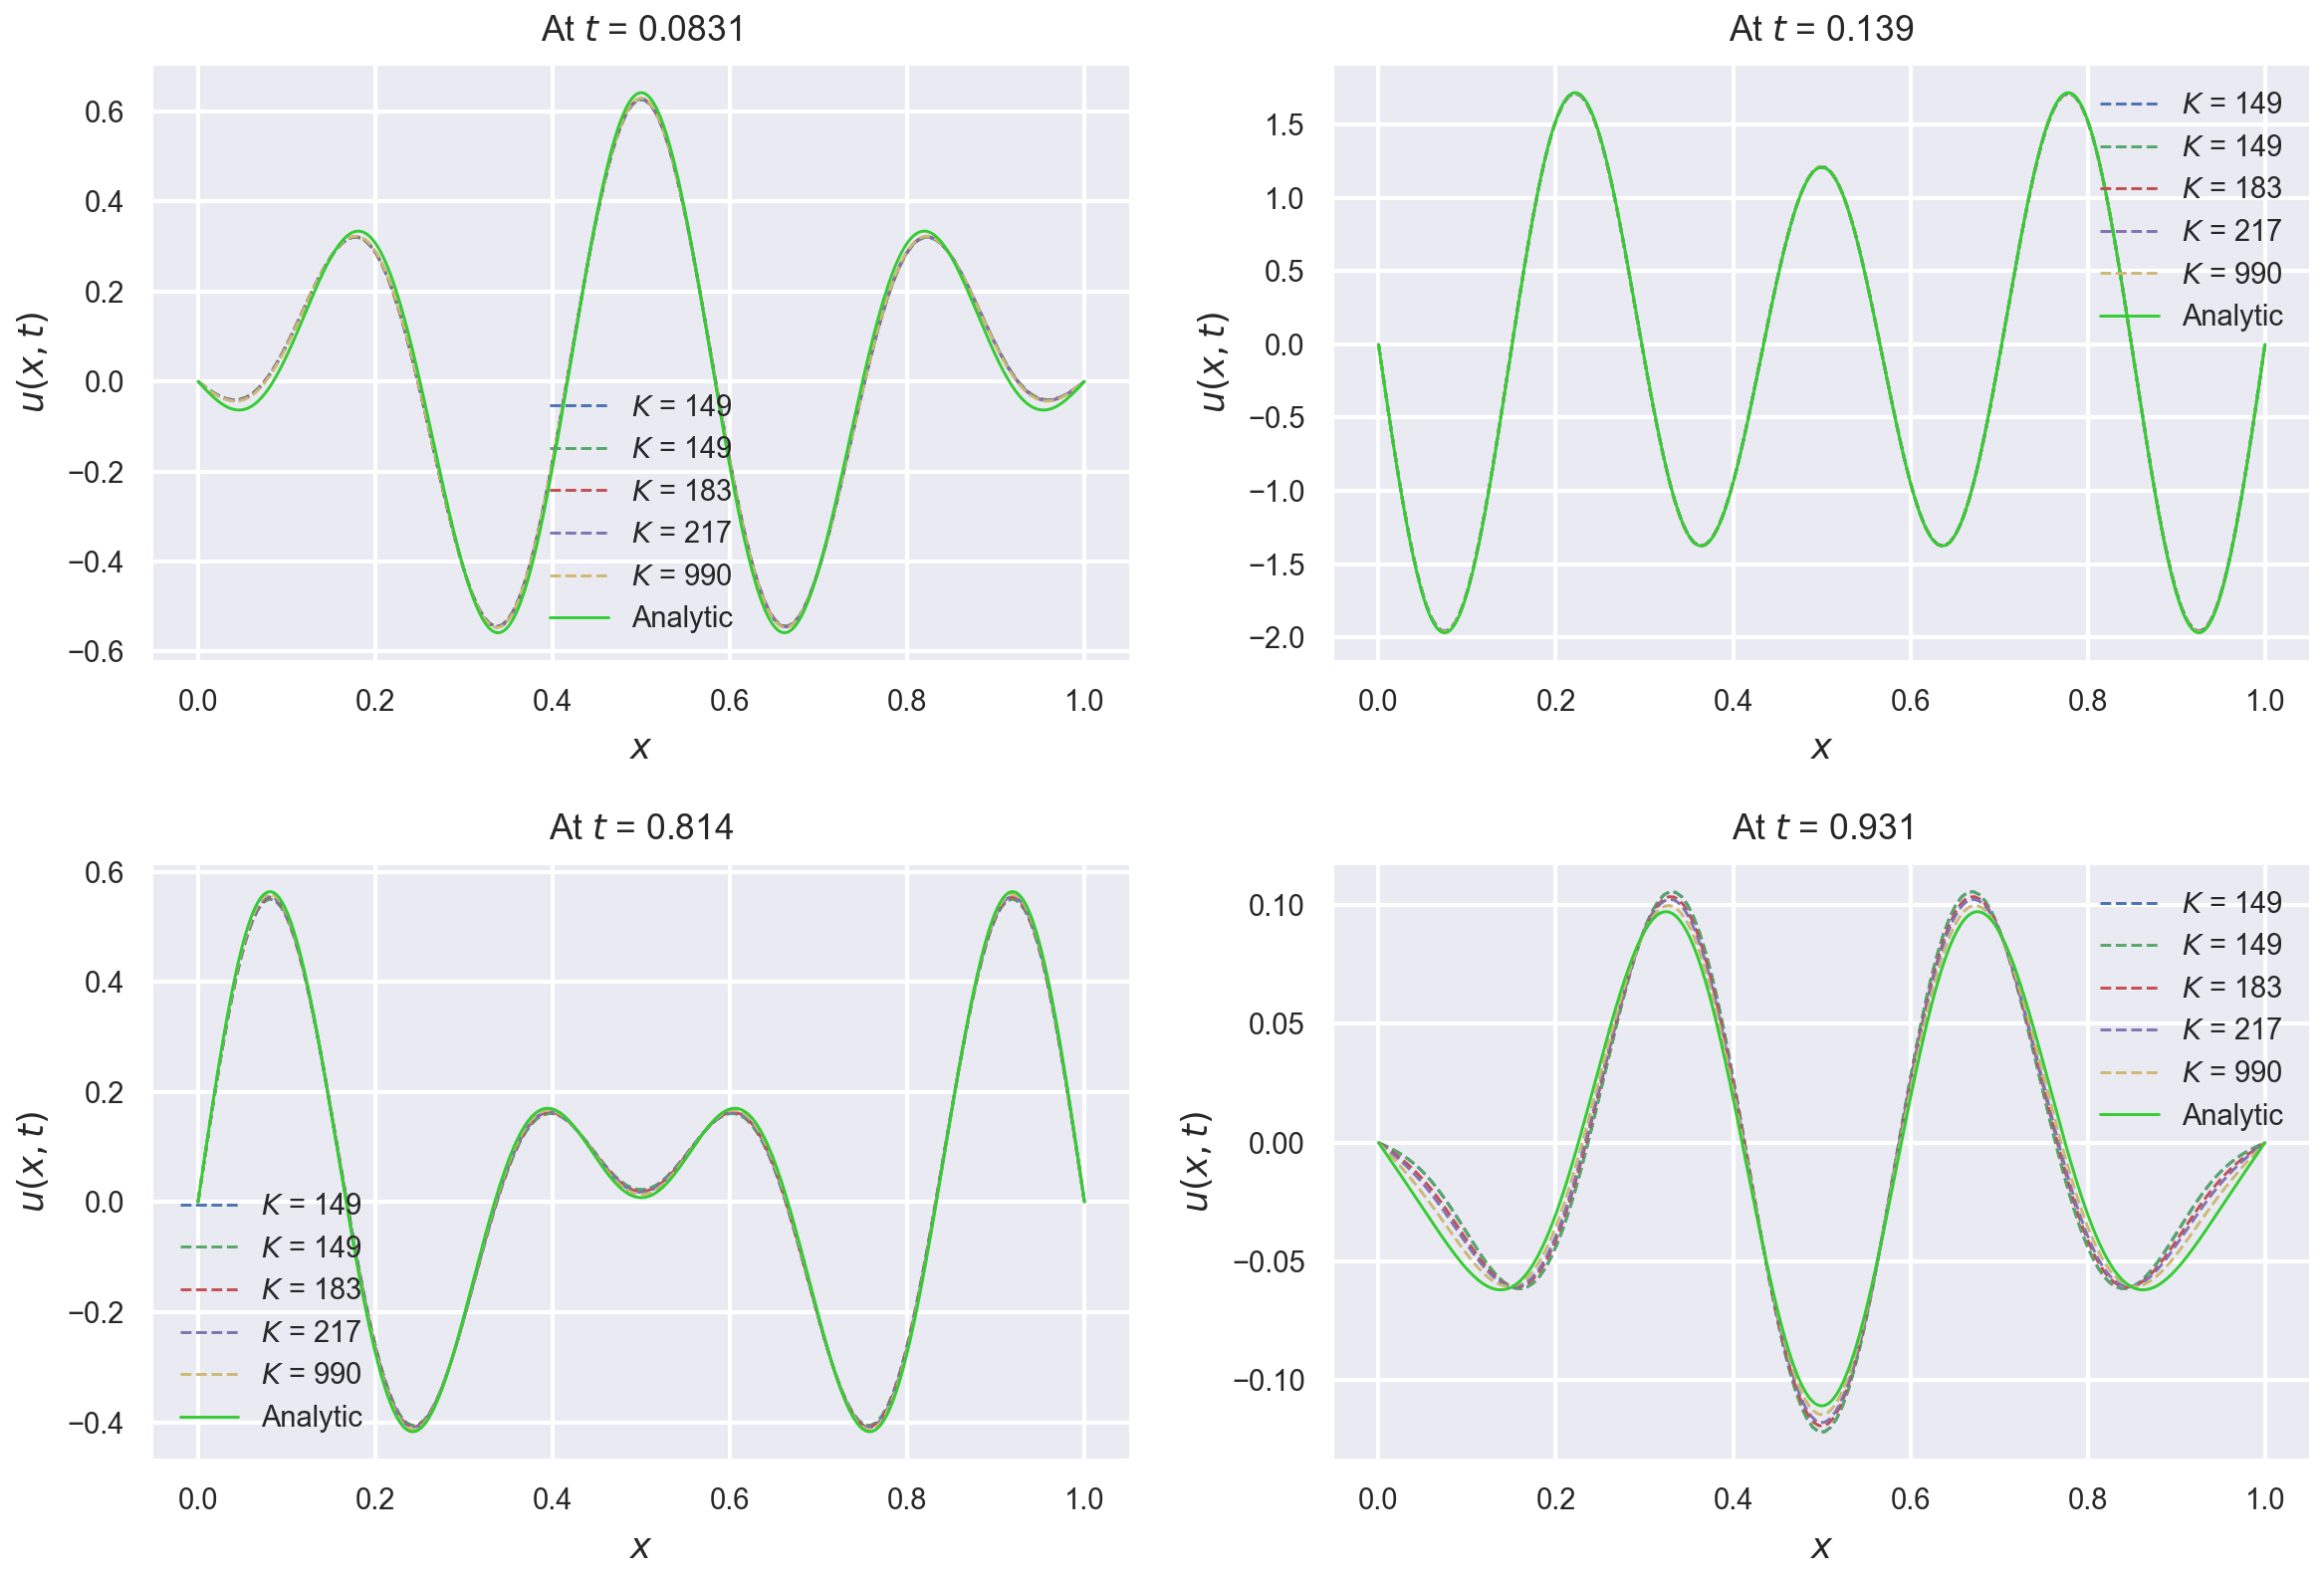 At t = 0.0831
u(x, t)
0.6
0.4
0.2
0.0
−0.2
−0.4
−0.6
K = 149
K = 149
K = 183
K = 217
K = 990
Analytic
0.0 0.2 0.4 0.6 0.8 1.0
x
At t = 0.139
u(x, t)
1.5
1.0
0.5
0.0
−0.5
−1.0
−1.5
−2.0
K = 149
K = 149
K = 183
K = 217
K = 990
Analytic
0.0 0.2 0.4 0.6 0.8 1.0
x
At t = 0.814
u(x, t)
0.6
0.4
0.2
0.0
−0.2
−0.4
K = 149
K = 149
K = 183
K = 217
K = 990
Analytic
0.0 0.2 0.4 0.6 0.8 1.0
x
At t = 0.931
u(x, t)
0.10
0.05
0.00
−0.05
−0.10
K = 149
K = 149
K = 183
K = 217
K = 990
Analytic
0.0 0.2 0.4 0.6 0.8 1.0
x